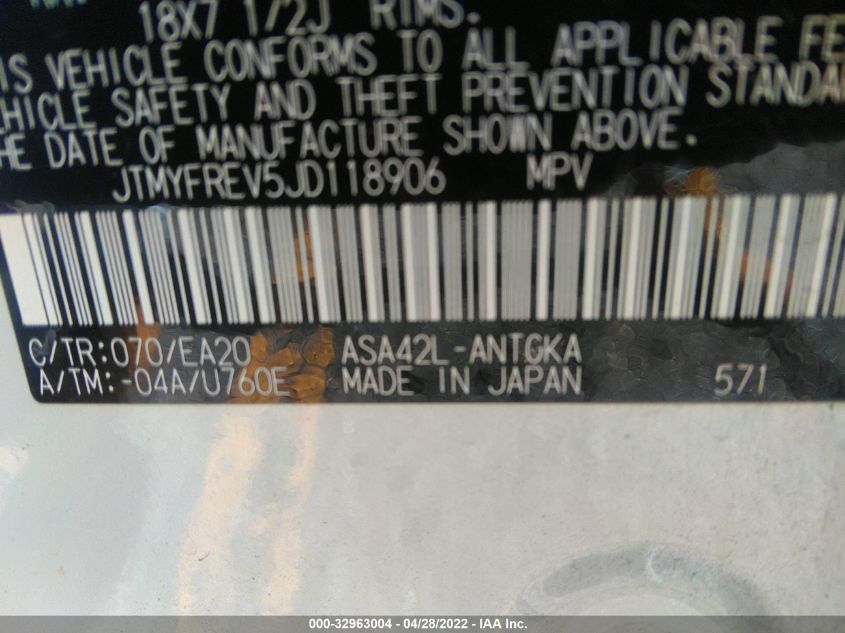 18X7 1/2J RIMS.
IS VEHICLE CONFORMS TO ALL APPLICABLE FE
HICLE SAFETY AND THEFT PREVENTION STANDA
HE DATE OF MANUFACTURE SHOWN ABOVE.
JTMYFREV5JD118906 MPV
C/TR:070/EA20 ASA42L-ANTGKA
A/TM:-04A/U760E MADE IN JAPAN 571
000-32963004 - 04/28/2022 - IAA Inc.